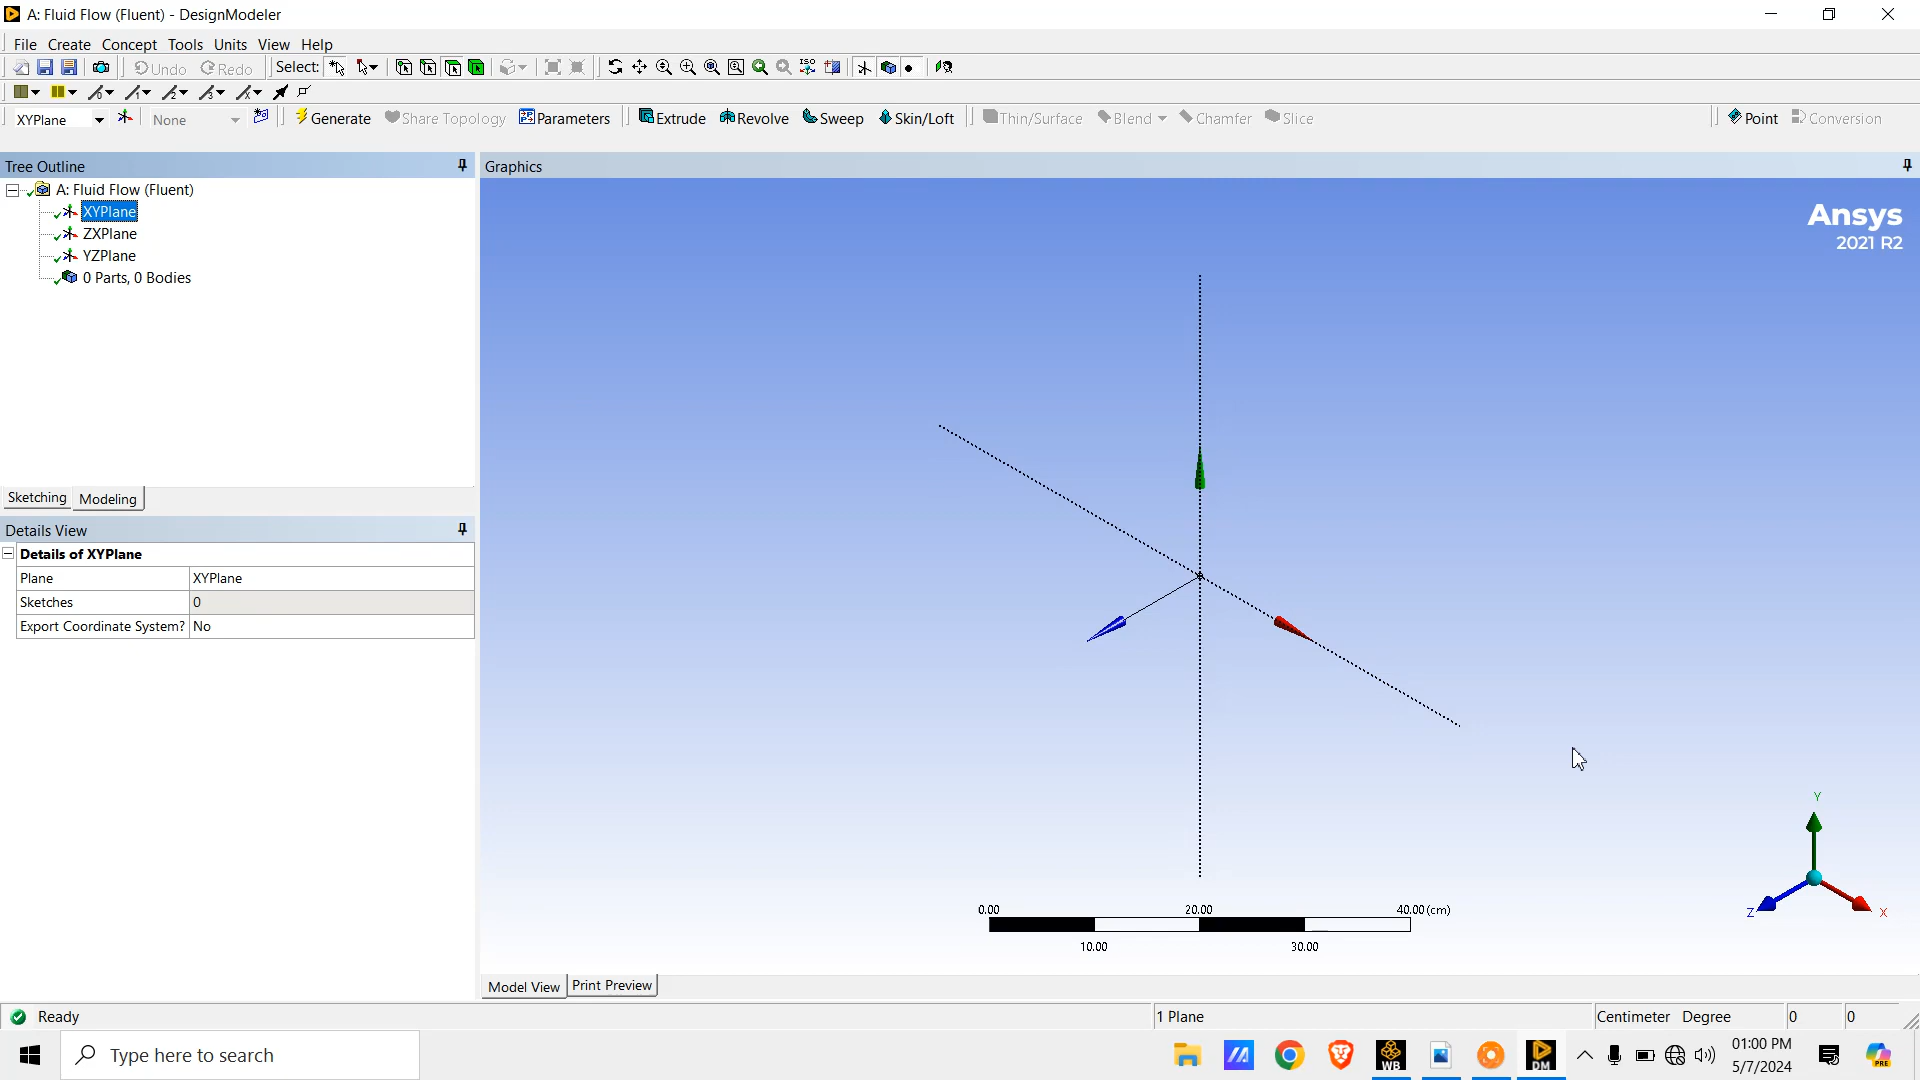 A: Fluid Flow (Fluent) - DesignModeler
File Create Concept Tools Units View Help
Undo Redo Select: ISO
XYPlane None Generate Share Topology Parameters Extrude Revolve Sweep Skin/Loft Thin/Surface Blend Chamfer Slice Point Conversion
Tree Outline
A: Fluid Flow (Fluent)
XYPlane
ZXPlane
YZPlane
0 Parts, 0 Bodies
Sketching Modeling
Details View
Details of XYPlane
Plane XYPlane
Sketches 0
Export Coordinate System? No
Graphics
Ansys
2021 R2
Y
Z X
0.00 20.00 40.00 (cm)
10.00 30.00
Model View Print Preview
Ready 1 Plane Centimeter Degree 0 0
Type here to search
WB
DM
01:00 PM
5/7/2024
PRE